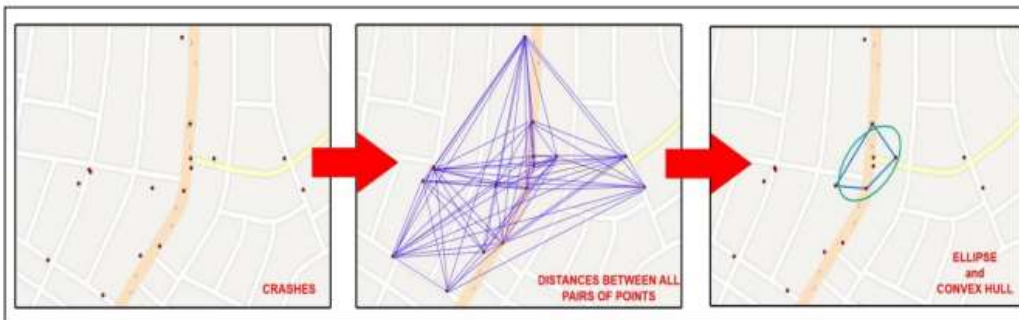 CRASHES
DISTANCES BETWEEN ALL
PAIRS OF POINTS
ELLIPSE
and
CONVEX HULL